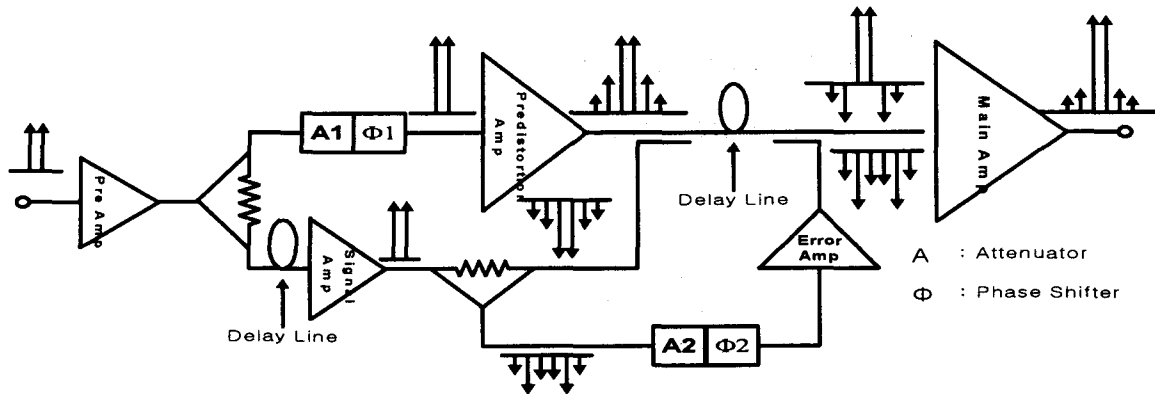 Pre Amp
A1 Φ1
Predistortion
Amp
Delay Line
Signal
Amp
Delay Line
A2 Φ2
Error
Amp
Main Amp
A : Attenuator
Φ : Phase Shifter